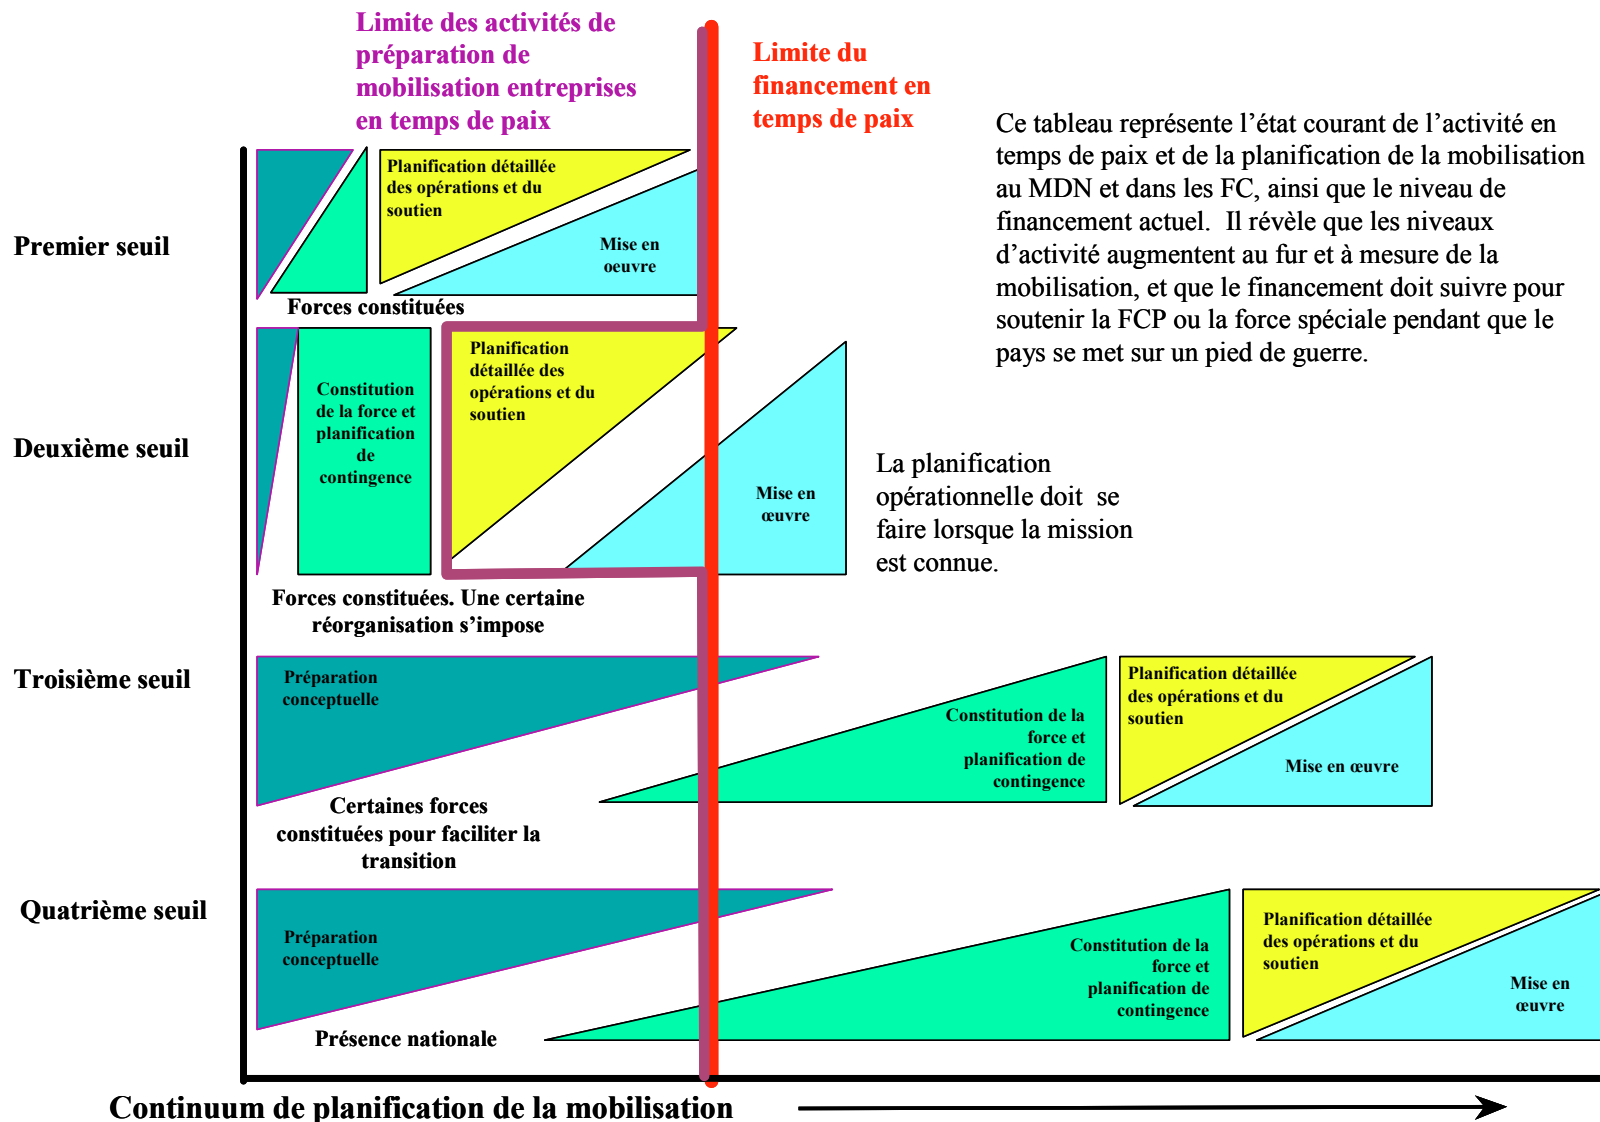 Limite des activités de
préparation de
mobilisation entreprises
en temps de paix
Limite du
financement en
temps de paix
Ce tableau représente l’état courant de l’activité en
temps de paix et de la planification de la mobilisation
au MDN et dans les FC, ainsi que le niveau de
financement actuel.  Il révèle que les niveaux
d’activité augmentent au fur et à mesure de la
mobilisation, et que le financement doit suivre pour
soutenir la FCP ou la force spéciale pendant que le
pays se met sur un pied de guerre.
Premier seuil
Planification détaillée
des opérations et du
soutien
Mise en
oeuvre
Forces constituées
Deuxième seuil
Constitution
de la force et
planification
de
contingence
Planification
détaillée des
opérations et du
soutien
Mise en
œuvre
La planification
opérationnelle doit  se
faire lorsque la mission
est connue.
Forces constituées. Une certaine
réorganisation s’impose
Troisième seuil
Préparation
conceptuelle
Constitution de la
force et
planification de
contingence
Planification détaillée
des opérations et du
soutien
Mise en œuvre
Certaines forces
constituées pour faciliter la
transition
Quatrième seuil
Préparation
conceptuelle
Constitution de la
force et
planification de
contingence
Planification détaillée
des opérations et du
soutien
Mise en
œuvre
Présence nationale
Continuum de planification de la mobilisation